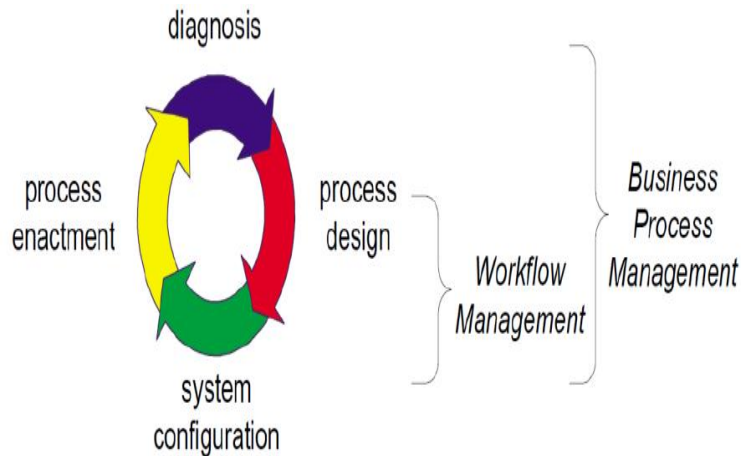 diagnosis
process
enactment
process
design
system
configuration
Workflow
Management
Business
Process
Management